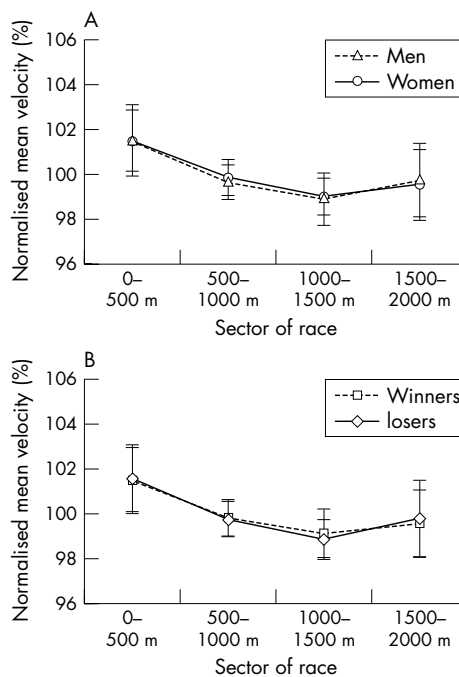 A
Normalised mean velocity (%)
106
104
102
100
98
96
Men
Women
0–
500 m
500–
1000 m
1000–
1500 m
1500–
2000 m
Sector of race
B
Normalised mean velocity (%)
106
104
102
100
98
96
Winners
losers
0–
500 m
500–
1000 m
1000–
1500 m
1500–
2000 m
Sector of race